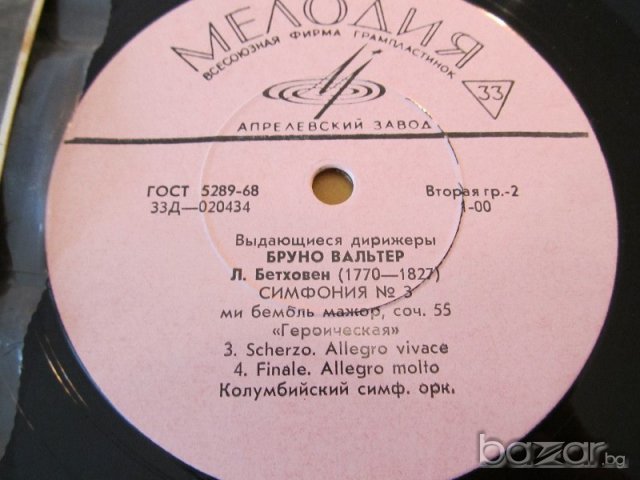 МЕЛОДИЯ
ВСЕСОЮЗНАЯ ФИРМА ГРАМПЛАСТИНОК
33
АПРЕЛЕВСКИЙ ЗАВОД
ГОСТ 5289-68
Вторая гр.-2
33Д—020434
1-00
Выдающиеся дирижеры
БРУНО ВАЛЬТЕР
Л. Бетховен (1770—1827)
СИМФОНИЯ № 3
ми бемоль мажор, соч. 55
«Героическая»
3. Scherzo. Allegro vivace
4. Finale. Allegro molto
Колумбийский симф. орк.
bazar.bg